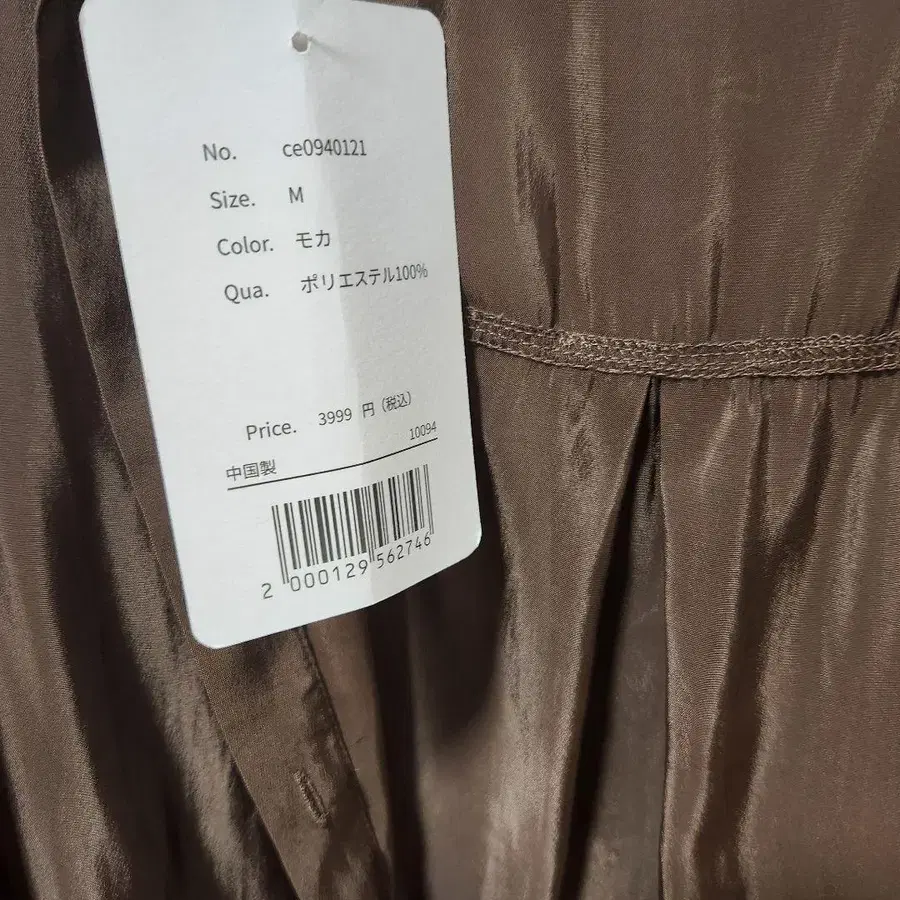 No. ce0940121
Size. M
Color. モカ
Qua. ポリエステル100%
Price. 3999 円 (税込)
中国製 10094
2 000129 562746